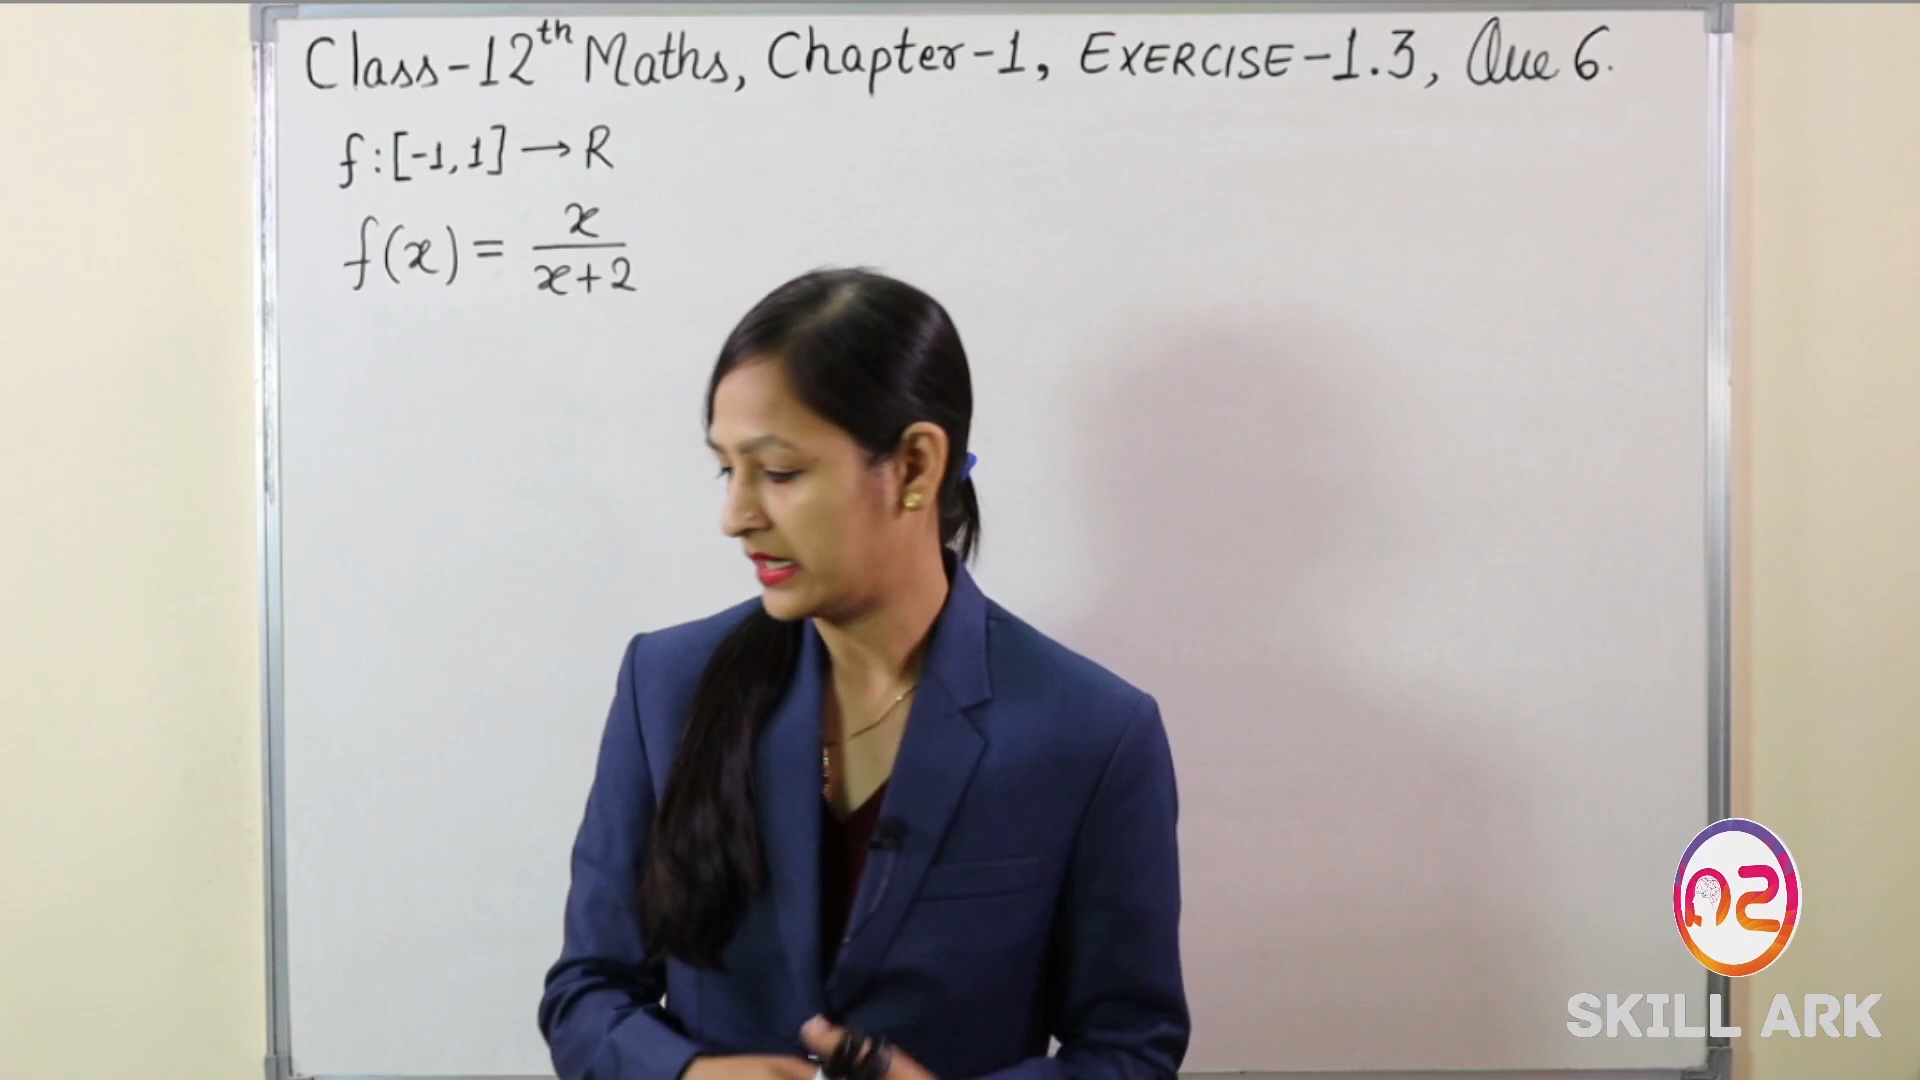 Class-12th Maths, Chapter-1, EXERCISE-1.3, Que 6.
f:[-1,1]→R
f(x) = x/(x+2)
SKILL ARK